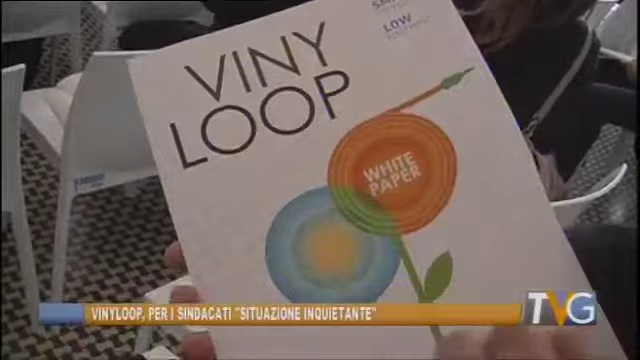 VINY
LOOP
LOW
WHITE
PAPER
VINYLOOP, PER I SINDACATI "SITUAZIONE INQUIETANTE"
TVG